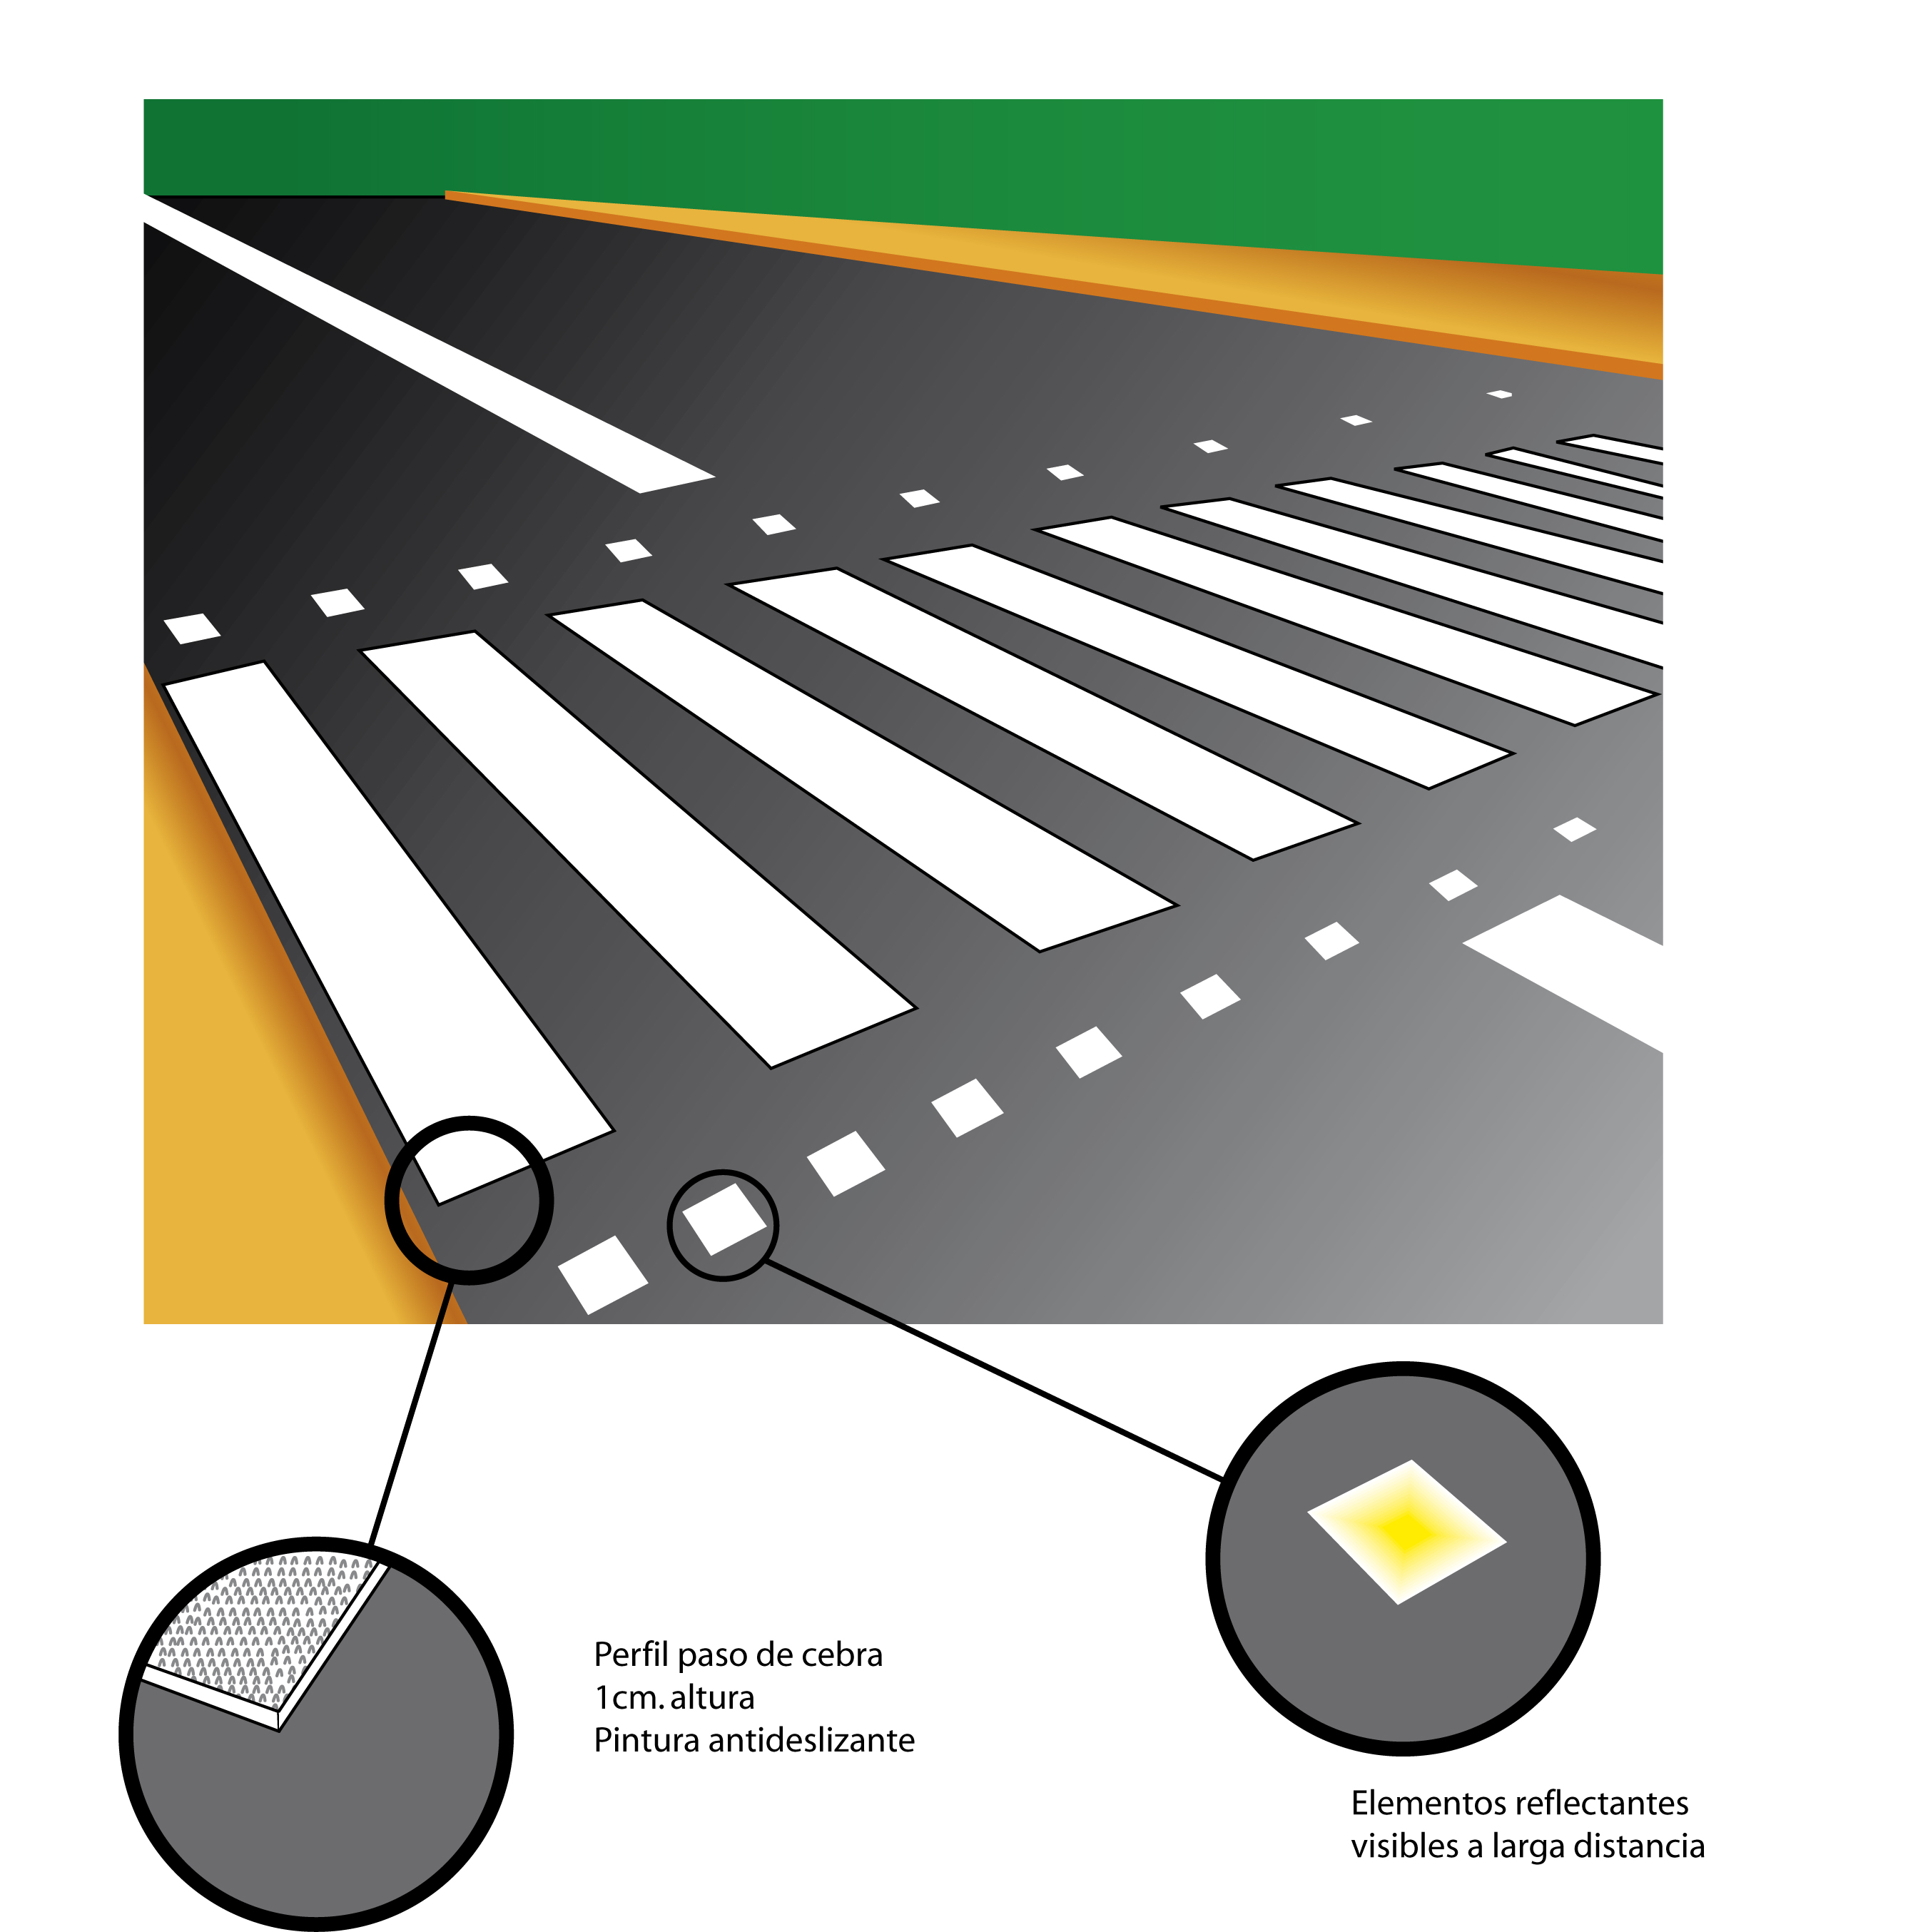 Perfil paso de cebra
1cm. altura
Pintura antideslizante
Elementos reflectantes
visibles a larga distancia